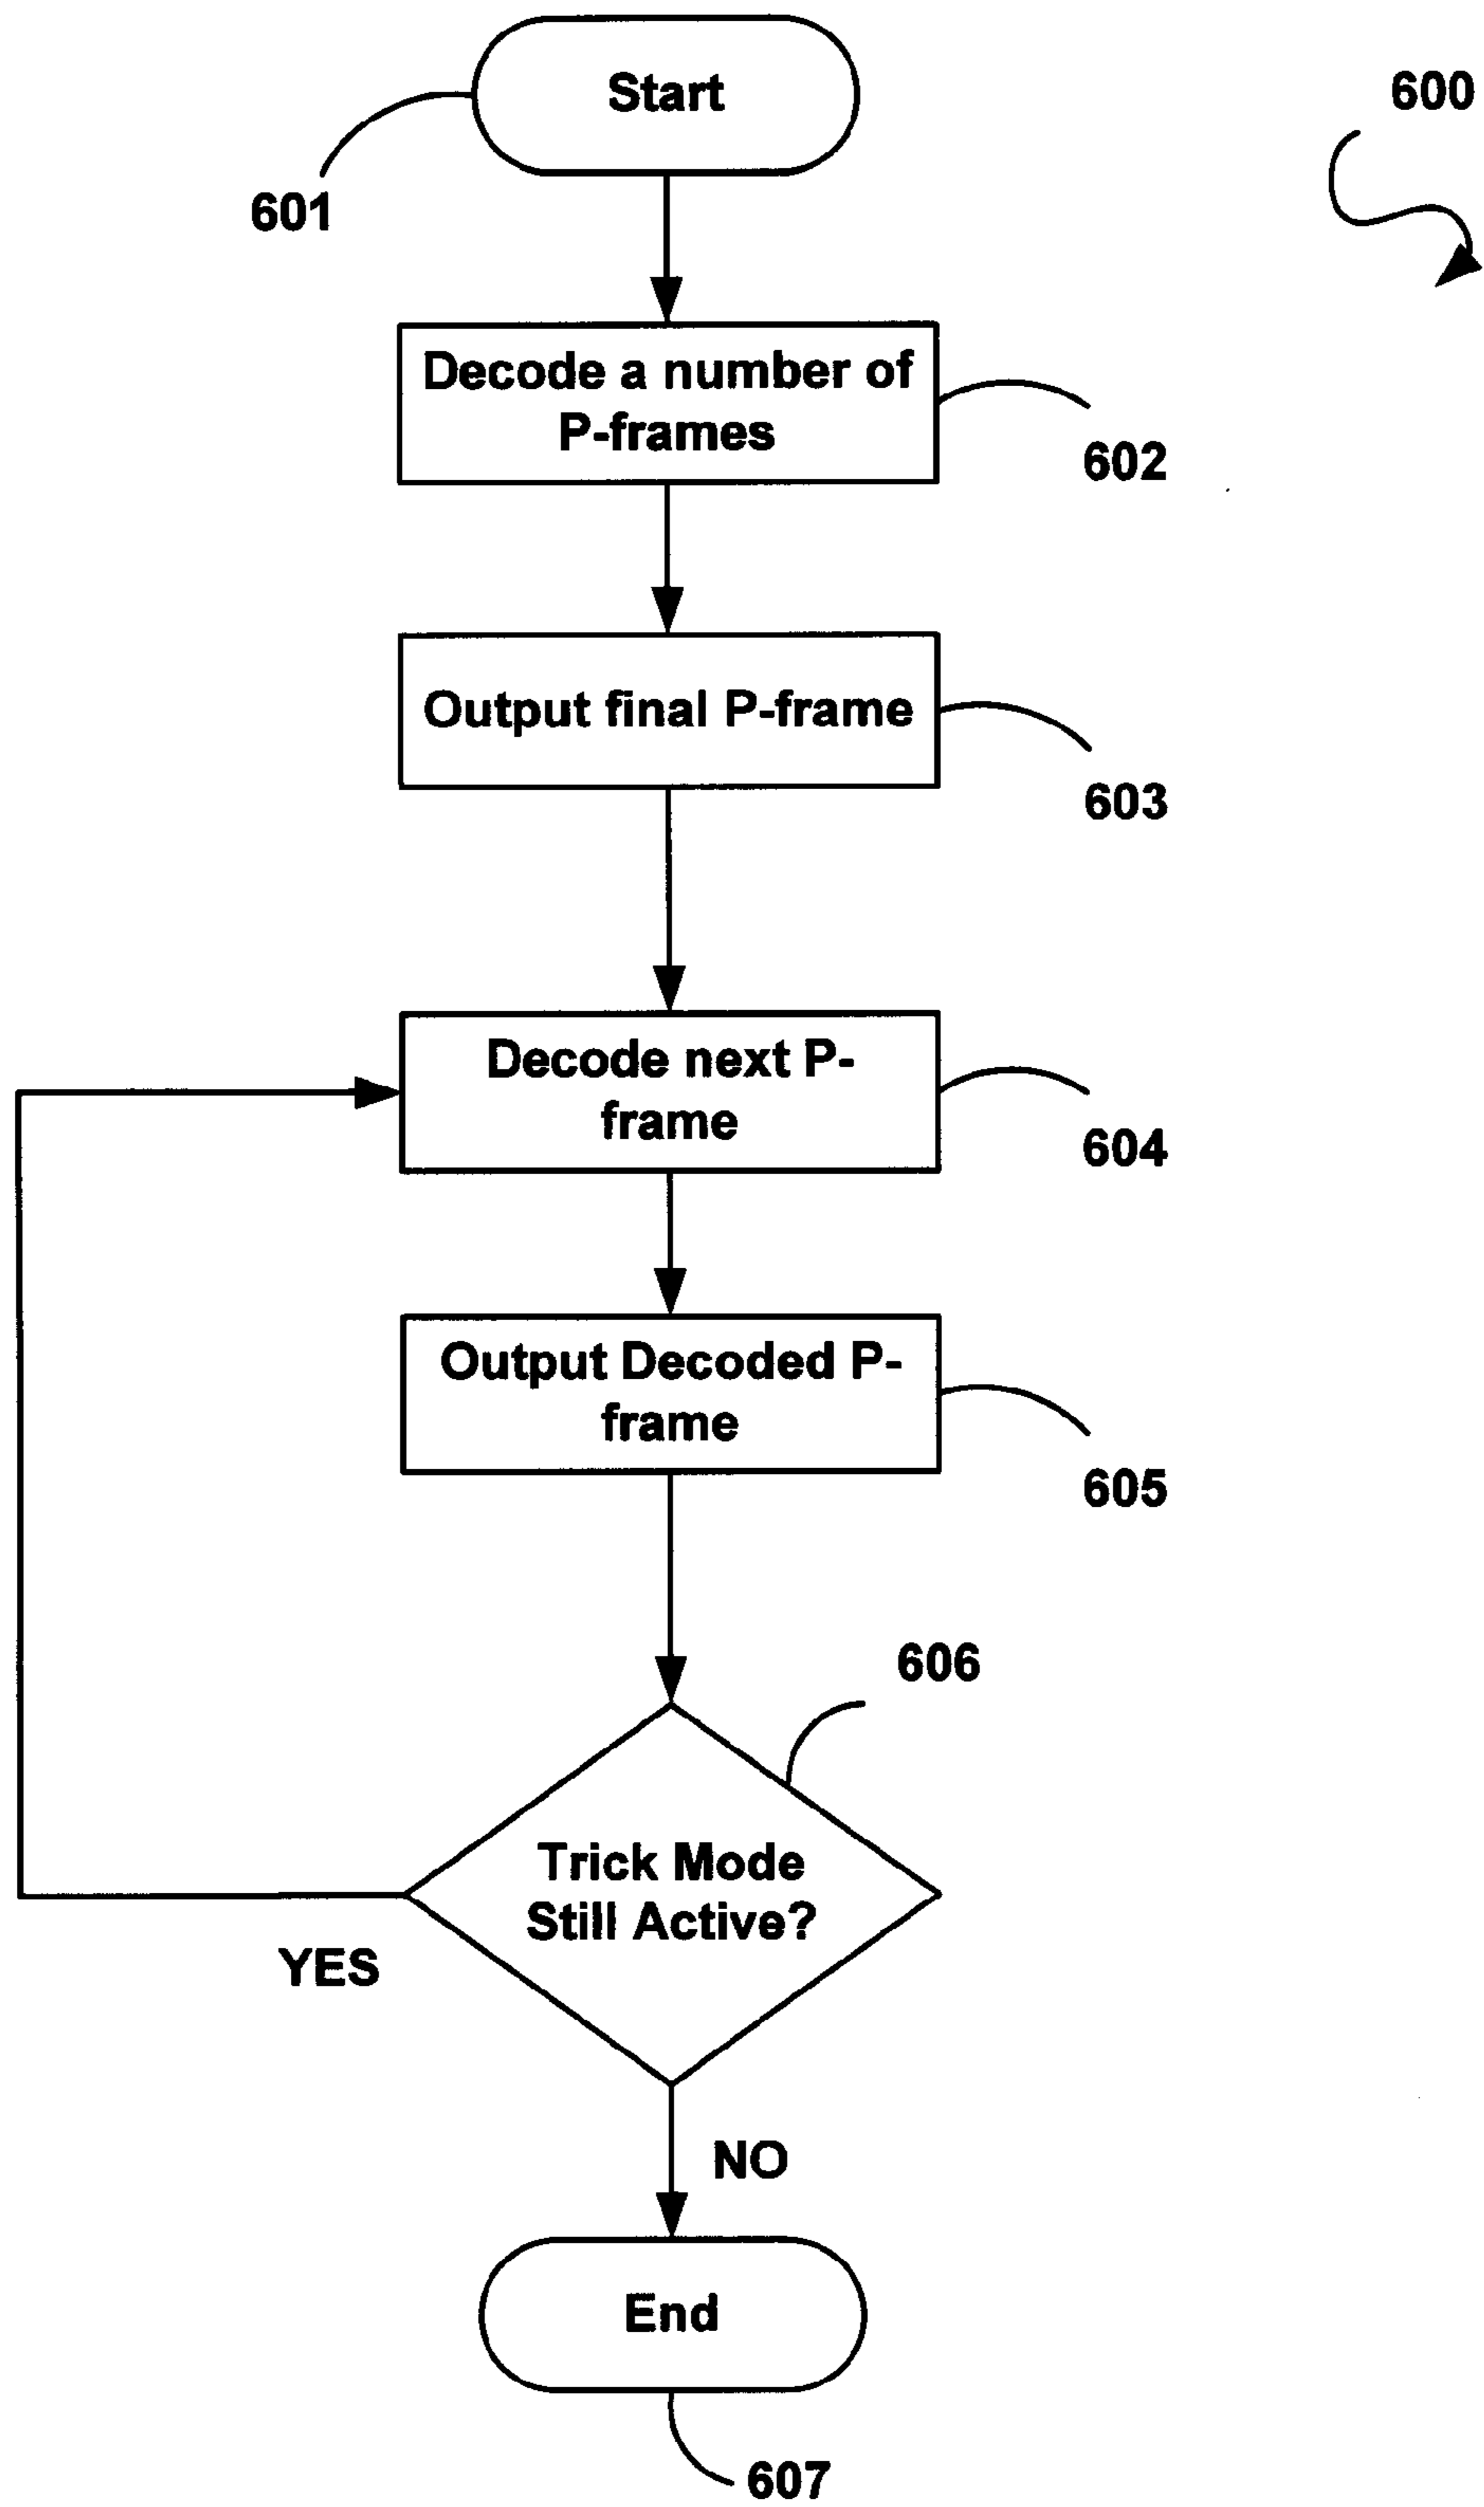 Start
600
601
Decode a number of
P-frames
602
Output final P-frame
603
Decode next P-
frame
604
Output Decoded P-
frame
605
606
Trick Mode
Still Active?
YES
NO
End
607